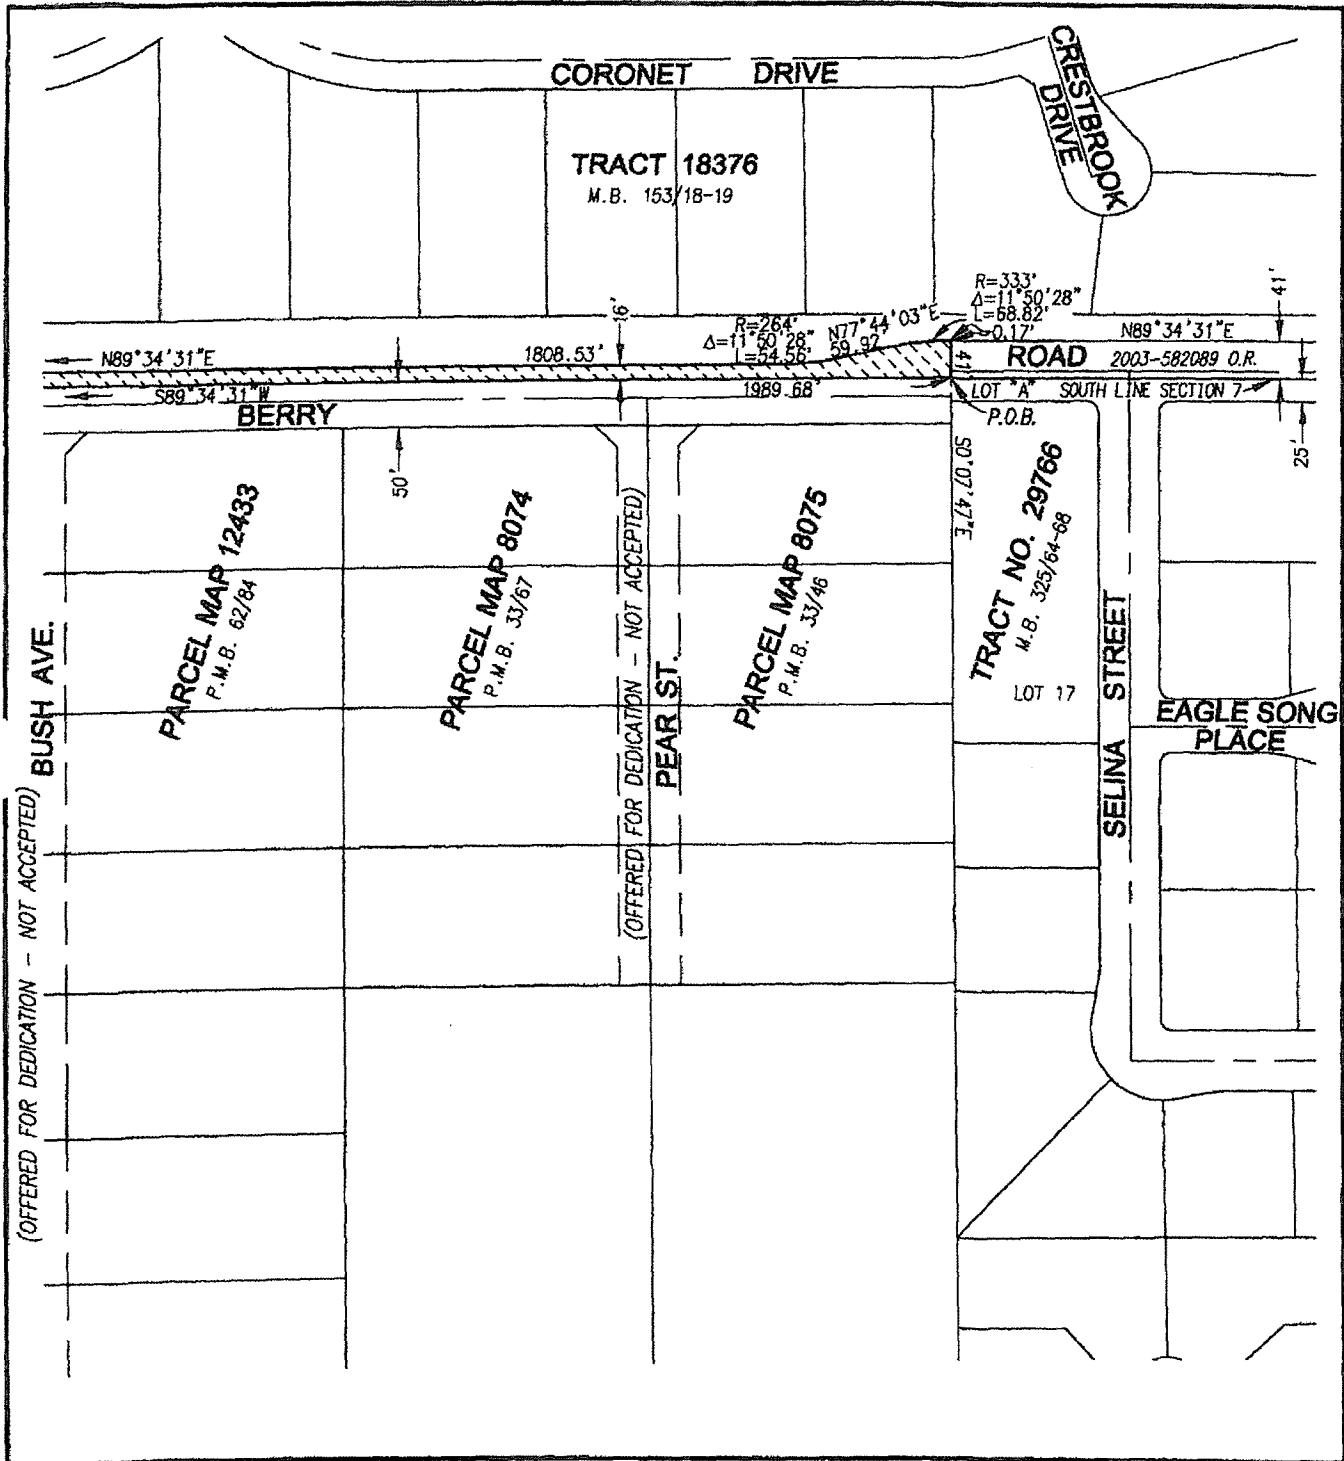 CORONET DRIVE
CRESTBROOK
DRIVE
TRACT 18376
M.B. 153/18-19
R=333'
Δ=11°50'28"
L=68.82'
0.17'
41'
16'
R=264'
Δ=11°50'28"
L=54.56'
N77°44'03"E
59.97'
N89°34'31"E
N89°34'31"E
1808.53'
41'
ROAD
2003-582089 O.R.
S89°34'31"W
1989.68'
LOT "A"
SOUTH LINE SECTION 7
BERRY
P.O.B.
50'
25'
S0°07'47"E
PARCEL MAP 12433
P.M.B. 62/84
PARCEL MAP 8074
P.M.B. 33/67
(OFFERED FOR DEDICATION - NOT ACCEPTED)
PEAR ST.
PARCEL MAP 8075
P.M.B. 33/46
TRACT NO. 29766
M.B. 325/64-68
LOT 17
SELINA STREET
EAGLE SONG
PLACE
BUSH AVE.
(OFFERED FOR DEDICATION - NOT ACCEPTED)